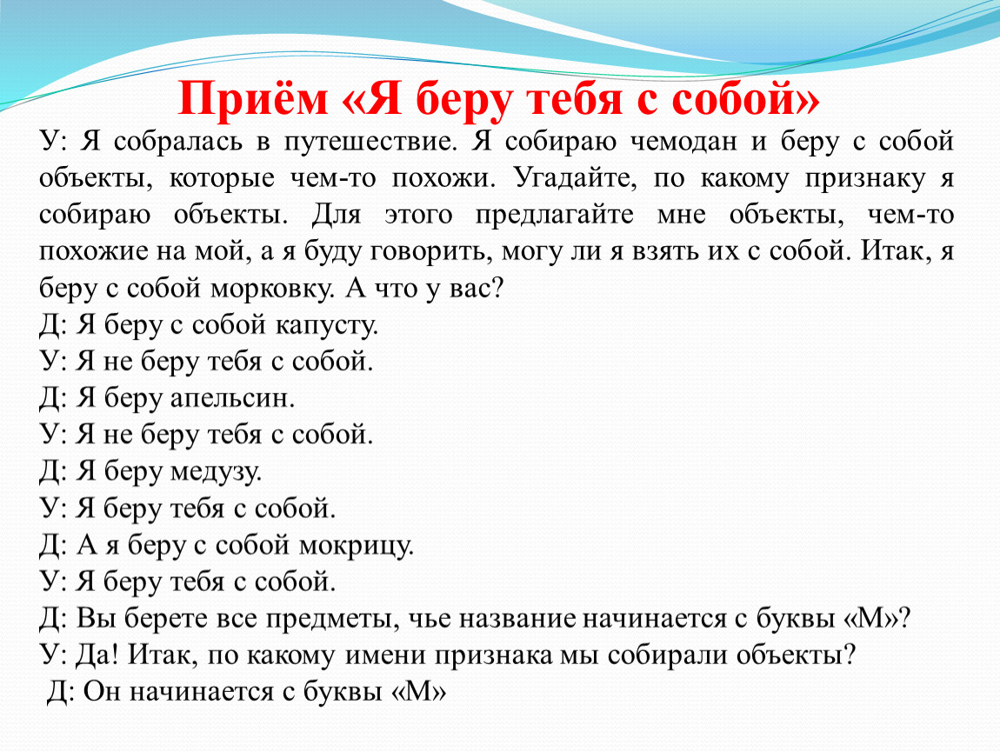 Приём «Я беру тебя с собой»
У: Я собралась в путешествие. Я собираю чемодан и беру с собой
объекты, которые чем-то похожи. Угадайте, по какому признаку я
собираю объекты. Для этого предлагайте мне объекты, чем-то
похожие на мой, а я буду говорить, могу ли я взять их с собой. Итак, я
беру с собой морковку. А что у вас?
Д: Я беру с собой капусту.
У: Я не беру тебя с собой.
Д: Я беру апельсин.
У: Я не беру тебя с собой.
Д: Я беру медузу.
У: Я беру тебя с собой.
Д: А я беру с собой мокрицу.
У: Я беру тебя с собой.
Д: Вы берете все предметы, чье название начинается с буквы «М»?
У: Да! Итак, по какому имени признака мы собирали объекты?
Д: Он начинается с буквы «М»